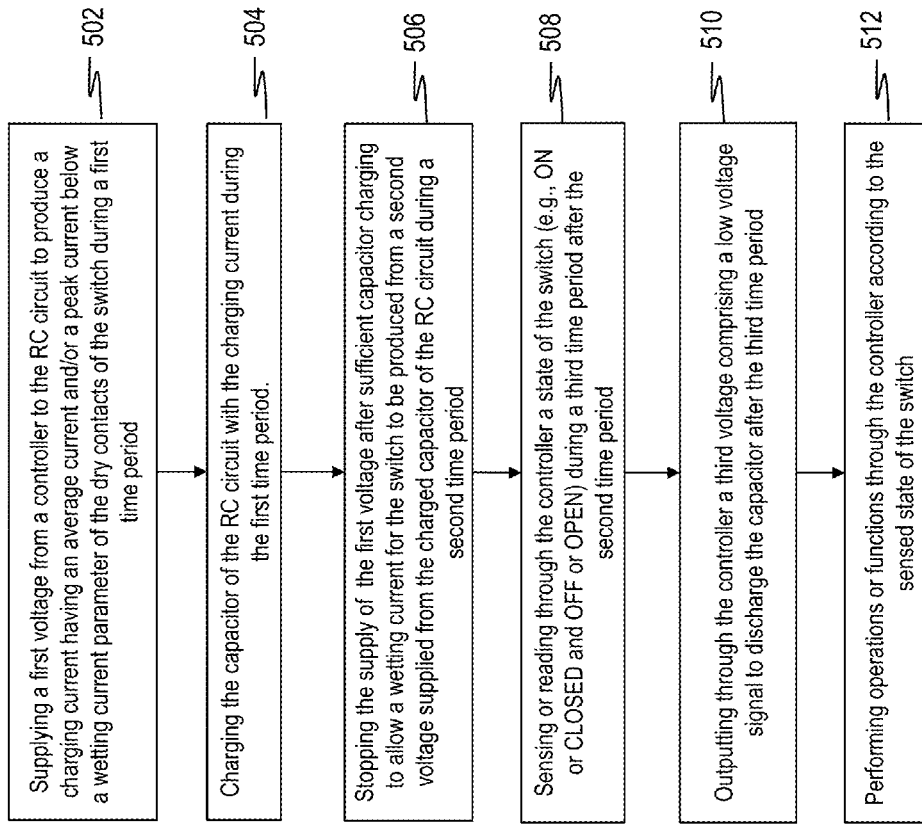 Supplying a first voltage from a controller to the RC circuit to produce a
charging current having an average current and/or a peak current below
a wetting current parameter of the dry contacts of the switch during a first
time period
502
Charging the capacitor of the RC circuit with the charging current during
the first time period.
504
Stopping the supply of the first voltage after sufficient capacitor charging
to allow a wetting current for the switch to be produced from a second
voltage supplied from the charged capacitor of the RC circuit during a
second time period
506
Sensing or reading through the controller a state of the switch (e.g., ON
or CLOSED and OFF or OPEN) during a third time period after the
second time period
508
Outputting through the controller a third voltage comprising a low voltage
signal to discharge the capacitor after the third time period
510
Performing operations or functions through the controller according to the
sensed state of the switch
512